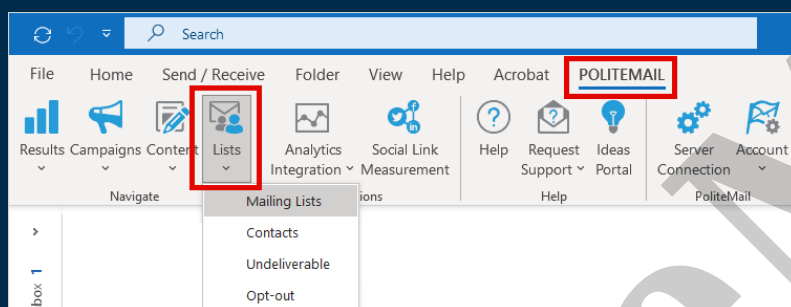 Search
File Home Send / Receive Folder View Help Acrobat POLITEMAIL
Results Campaigns Content Lists Analytics Integration Social Link Measurement Help Request Support Ideas Portal Server Connection Account
Navigate ions Help PoliteMail
Mailing Lists
Contacts
Undeliverable
Opt-out
box 1